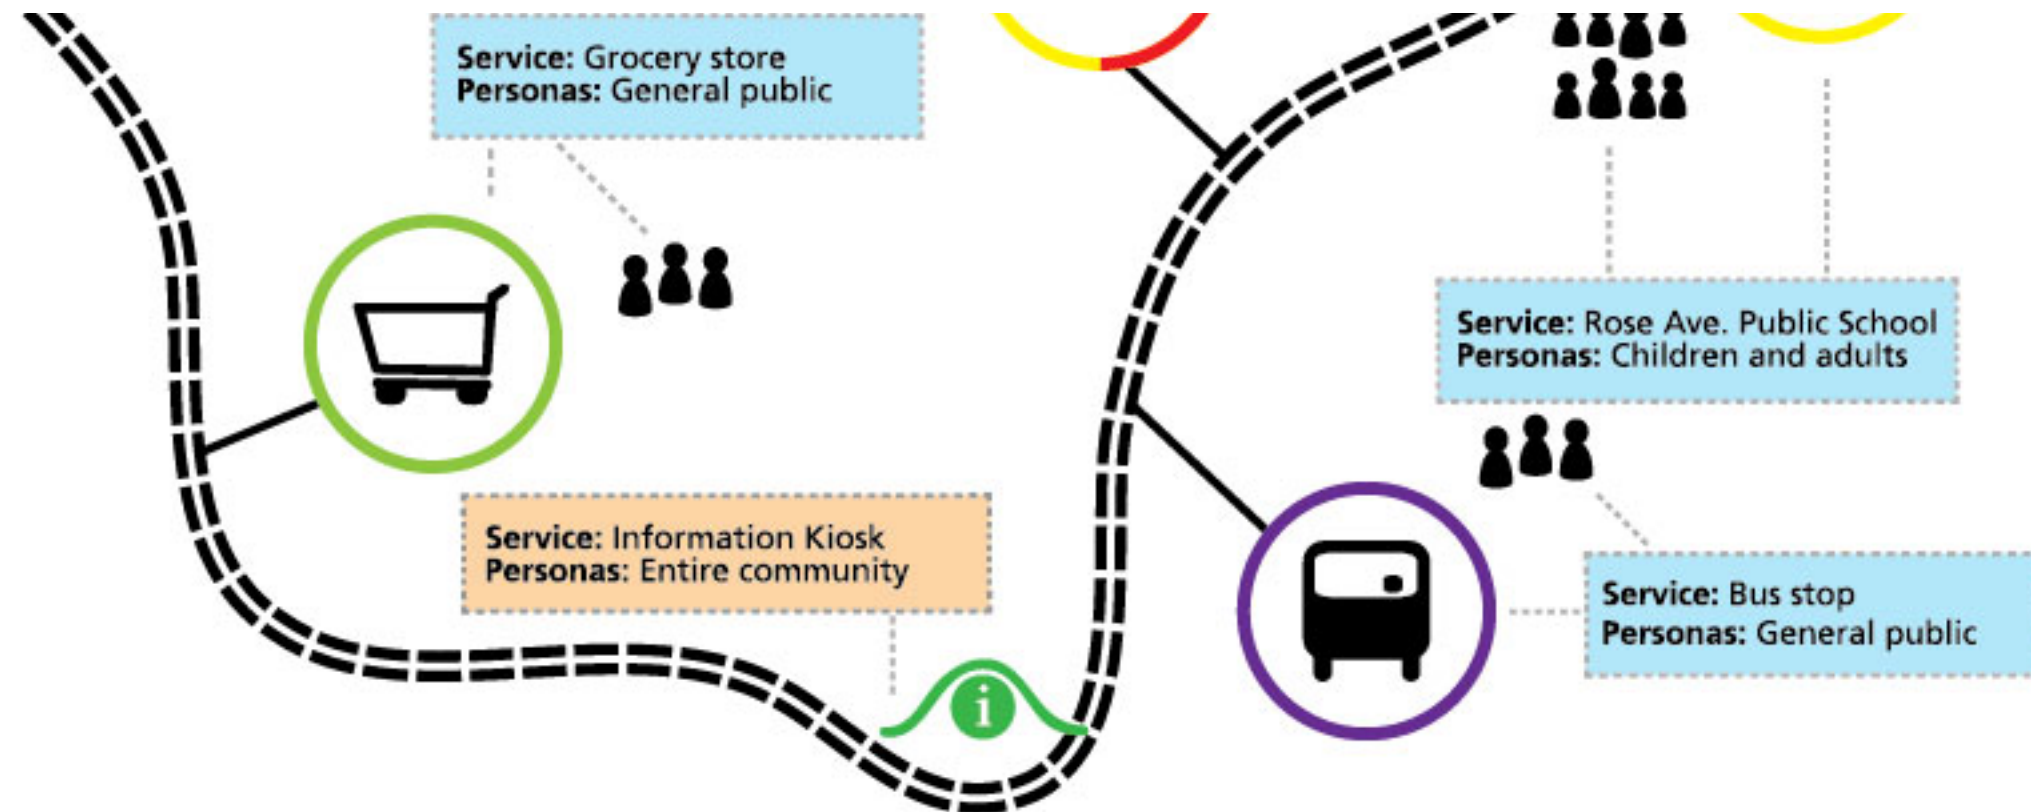 Service: Grocery store
Personas: General public
Service: Rose Ave. Public School
Personas: Children and adults
Service: Information Kiosk
Personas: Entire community
Service: Bus stop
Personas: General public
i